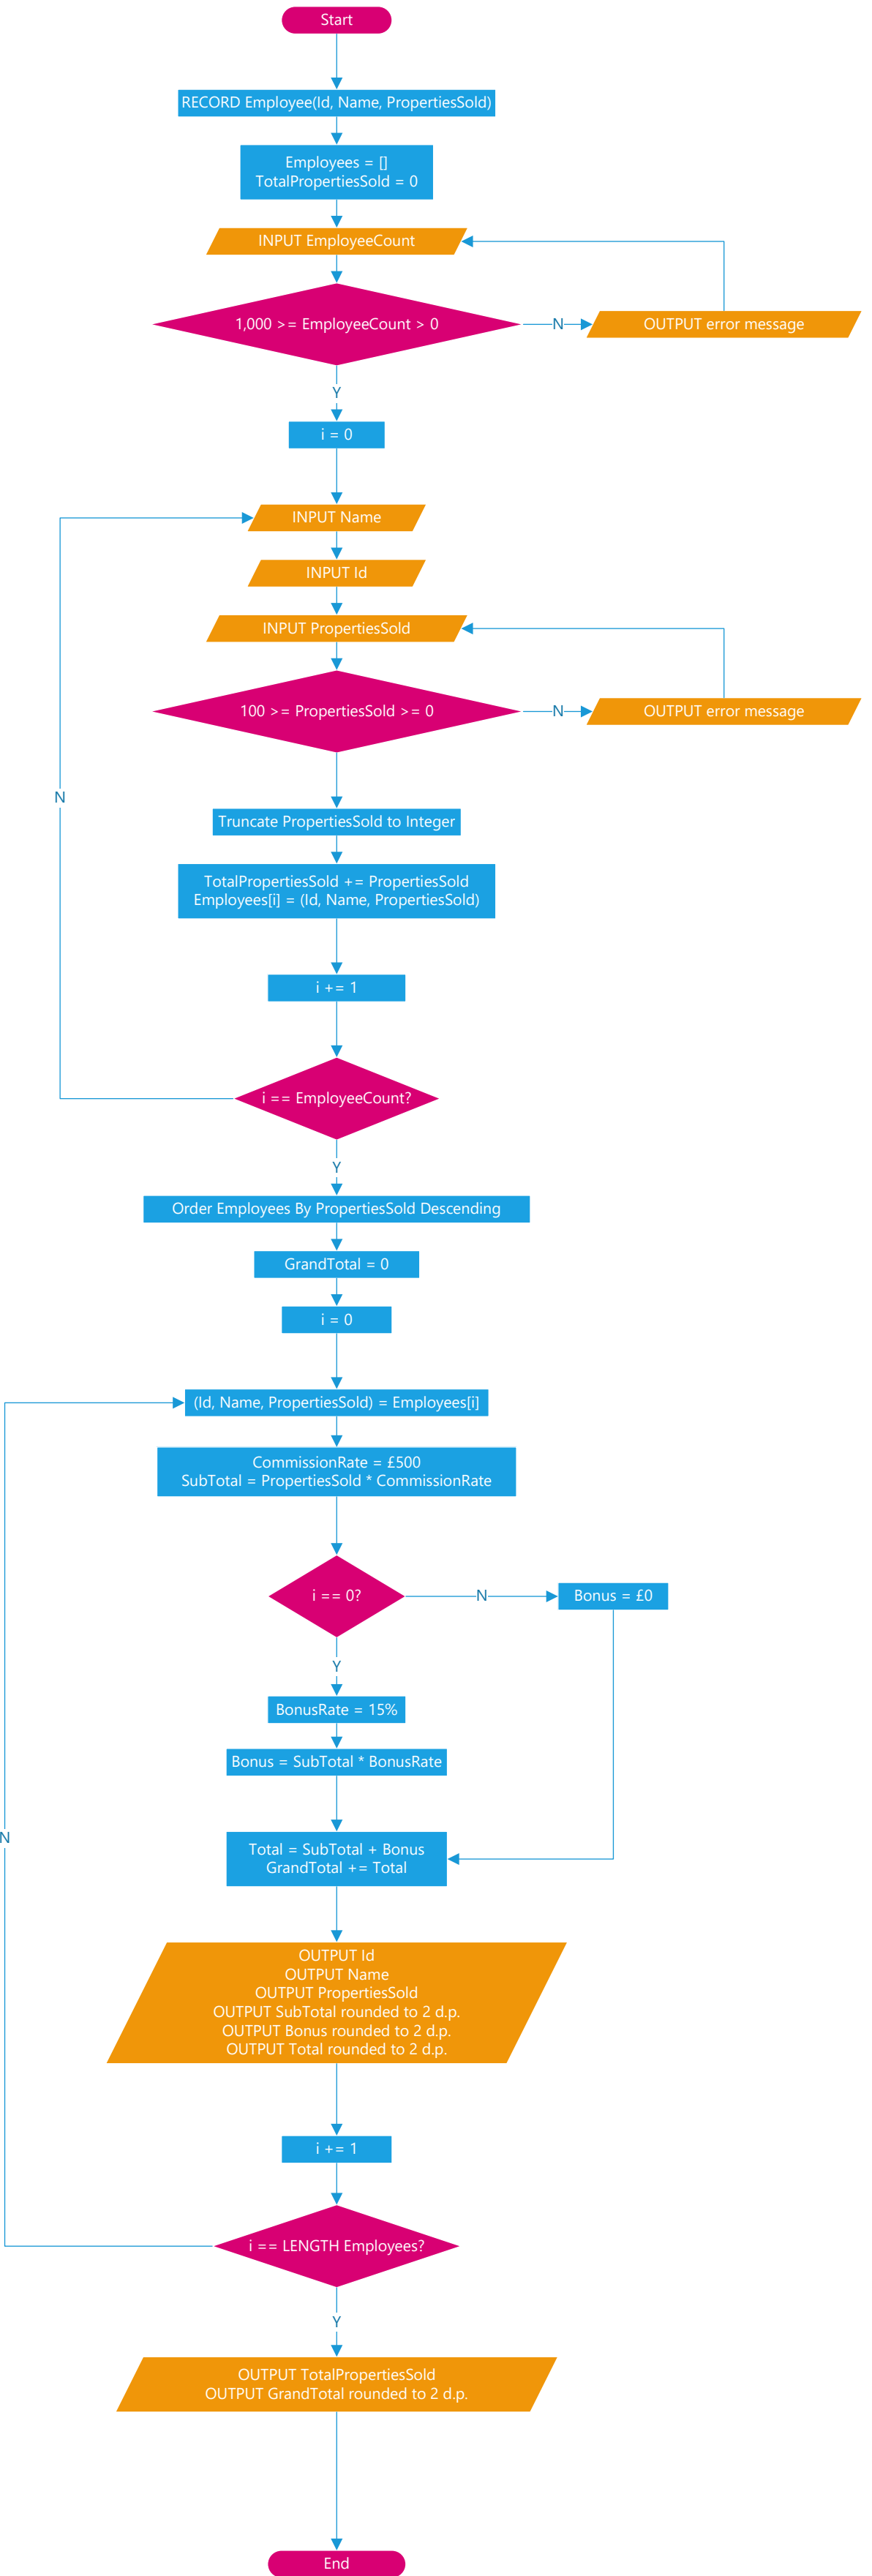 Start
RECORD Employee(Id, Name, PropertiesSold)
Employees = []
TotalPropertiesSold = 0
INPUT EmployeeCount
1,000 >= EmployeeCount > 0
N
OUTPUT error message
Y
i = 0
INPUT Name
INPUT Id
INPUT PropertiesSold
100 >= PropertiesSold >= 0
N
OUTPUT error message
N
Truncate PropertiesSold to Integer
TotalPropertiesSold += PropertiesSold
Employees[i] = (Id, Name, PropertiesSold)
i += 1
i == EmployeeCount?
Y
Order Employees By PropertiesSold Descending
GrandTotal = 0
i = 0
(Id, Name, PropertiesSold) = Employees[i]
CommissionRate = £500
SubTotal = PropertiesSold * CommissionRate
i == 0?
N
Bonus = £0
Y
BonusRate = 15%
Bonus = SubTotal * BonusRate
N
Total = SubTotal + Bonus
GrandTotal += Total
OUTPUT Id
OUTPUT Name
OUTPUT PropertiesSold
OUTPUT SubTotal rounded to 2 d.p.
OUTPUT Bonus rounded to 2 d.p.
OUTPUT Total rounded to 2 d.p.
i += 1
i == LENGTH Employees?
Y
OUTPUT TotalPropertiesSold
OUTPUT GrandTotal rounded to 2 d.p.
End